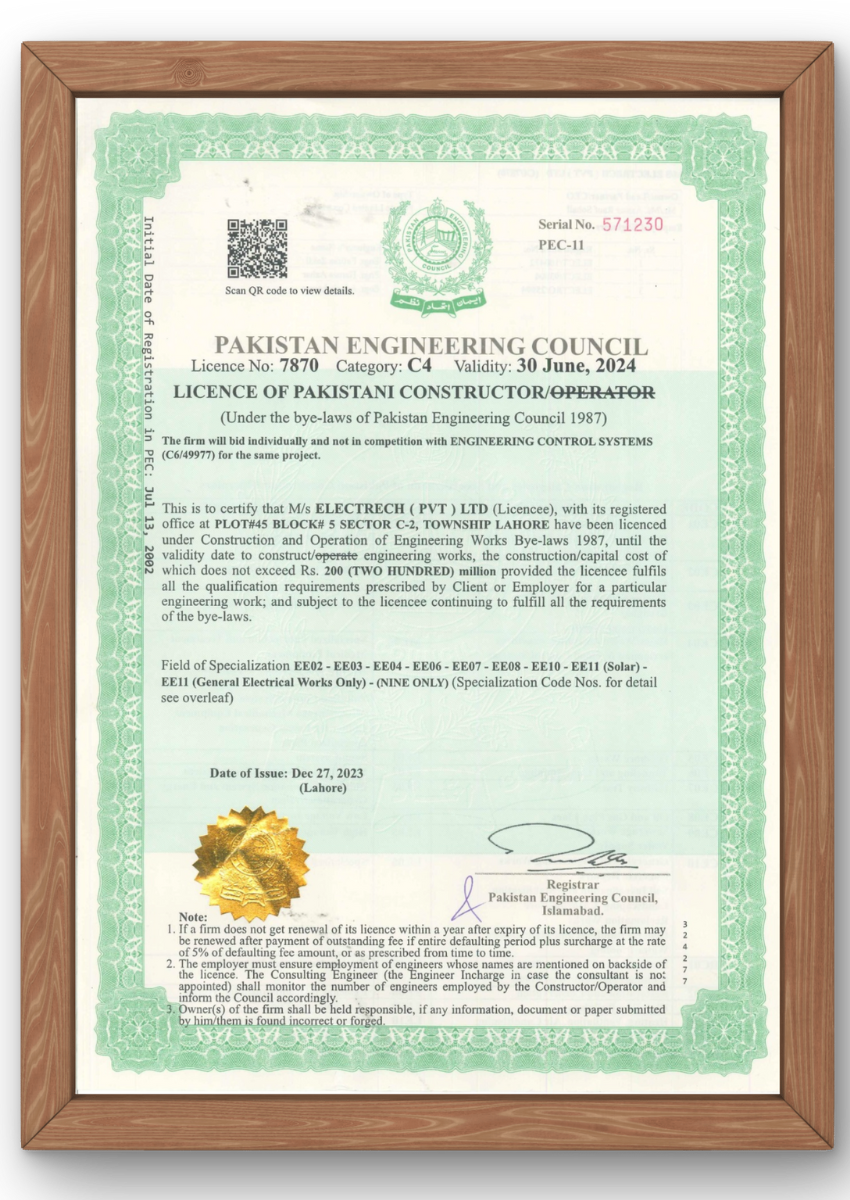 Scan QR code to view details.
PAKISTAN ENGINEERING
COUNCIL
ایمان اتحاد نظم
Serial No. 571230
PEC-11
Initial Date of Registration in PEC: Jul 13, 2002
PAKISTAN ENGINEERING COUNCIL
Licence No: 7870 Category: C4 Validity: 30 June, 2024
LICENCE OF PAKISTANI CONSTRUCTOR/OPERATOR
(Under the bye-laws of Pakistan Engineering Council 1987)
The firm will bid individually and not in competition with ENGINEERING CONTROL SYSTEMS
(C6/49977) for the same project.
This is to certify that M/s ELECTRECH ( PVT ) LTD (Licencee), with its registered
office at PLOT#45 BLOCK# 5 SECTOR C-2, TOWNSHIP LAHORE have been licenced
under Construction and Operation of Engineering Works Bye-laws 1987, until the
validity date to construct/operate engineering works, the construction/capital cost of
which does not exceed Rs. 200 (TWO HUNDRED) million provided the licencee fulfils
all the qualification requirements prescribed by Client or Employer for a particular
engineering work; and subject to the licencee continuing to fulfill all the requirements
of the bye-laws.
Field of Specialization EE02 - EE03 - EE04 - EE06 - EE07 - EE08 - EE10 - EE11 (Solar) -
EE11 (General Electrical Works Only) - (NINE ONLY) (Specialization Code Nos. for detail
see overleaf)
Date of Issue: Dec 27, 2023
(Lahore)
Registrar
Pakistan Engineering Council,
Islamabad.
Note:
1. If a firm does not get renewal of its licence within a year after expiry of its licence, the firm may
be renewed after payment of outstanding fee if entire defaulting period plus surcharge at the rate
of 5% of defaulting fee amount, or as prescribed from time to time.
2. The employer must ensure employment of engineers whose names are mentioned on backside of
the licence. The Consulting Engineer (the Engineer Incharge in case the consultant is not
appointed) shall monitor the number of engineers employed by the Constructor/Operator and
inform the Council accordingly.
3. Owner(s) of the firm shall be held responsible, if any information, document or paper submitted
by him/them is found incorrect or forged.
324277